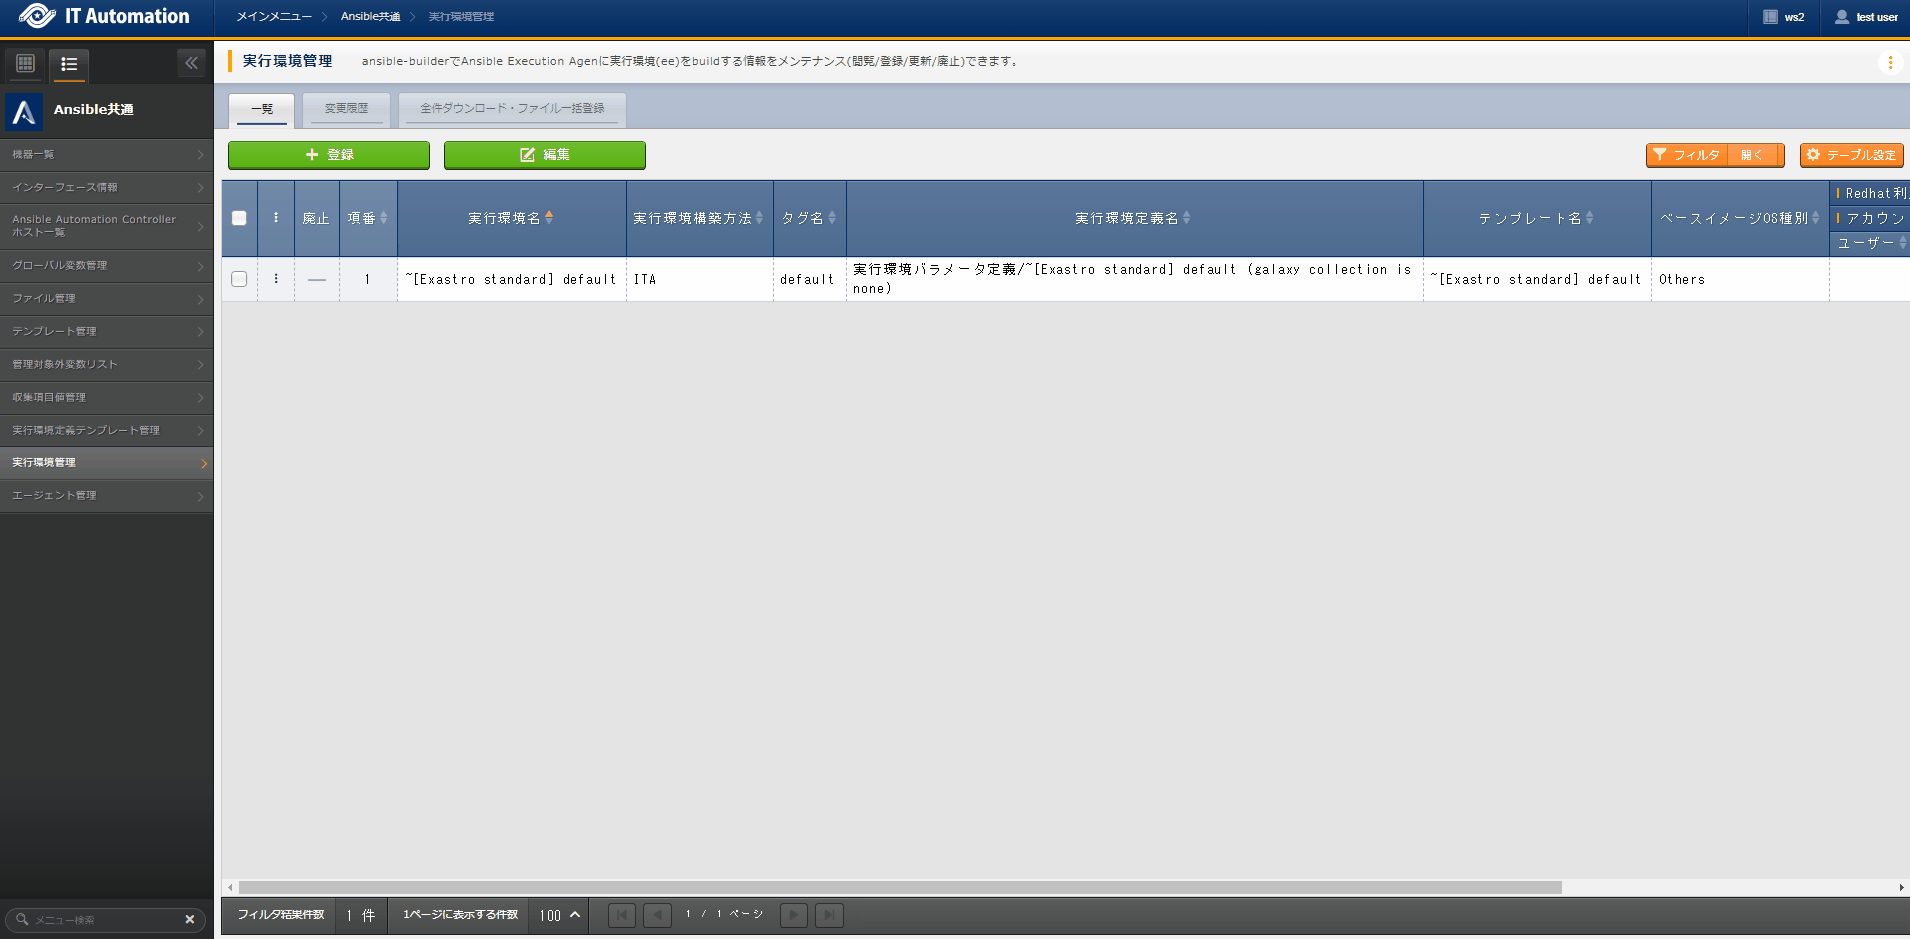 IT Automation
メインメニュー
Ansible共通
実行環境管理
ws2
test user
Ansible共通
機器一覧
インターフェース情報
Ansible Automation Controller
ホスト一覧
グローバル変数管理
ファイル管理
テンプレート管理
管理対象外変数リスト
収集項目値管理
実行環境定義テンプレート管理
実行環境管理
エージェント管理
メニュー検索
実行環境管理
ansible-builderでAnsible Execution Agenに実行環境(ee)をbuildする情報をメンテナンス(閲覧/登録/更新/廃止)できます。
一覧
変更履歴
全件ダウンロード・ファイル一括登録
登録
編集
フィルタ 開く
テーブル設定
廃止
項番
実行環境名
実行環境構築方法
タグ名
実行環境定義名
テンプレート名
ベースイメージOS種別
Redhat利
アカウン
ユーザー
1
~[Exastro standard] default
ITA
default
実行環境パラメータ定義/~[Exastro standard] default (galaxy collection is
none)
~[Exastro standard] default
Others
フィルタ結果件数
1 件
1ページに表示する件数
100
1 / 1 ページ